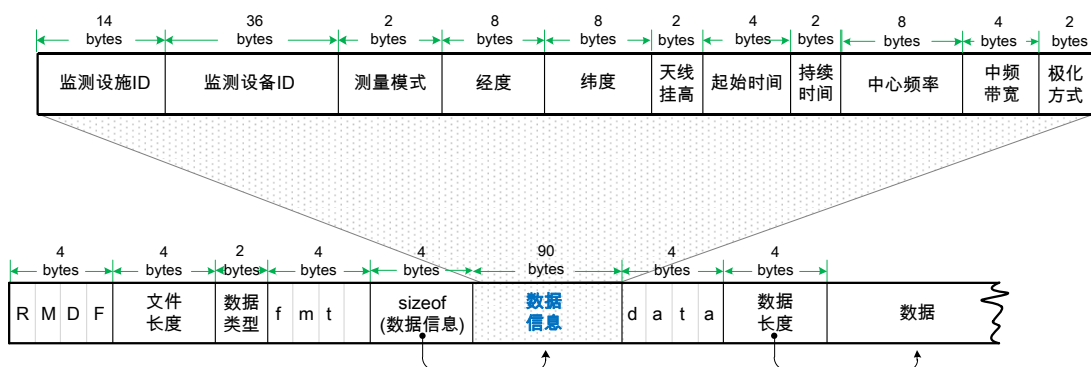 14 36 2 8 8 2 4 2 8 4 2
bytes bytes bytes bytes bytes bytes bytes bytes bytes bytes bytes
监测设施ID 监测设备ID 测量模式 经度 纬度 天线 起始时间 持续 中心频率 中频 极化
挂高 时间 带宽 方式
4 4 2 4 4 90 4 4
bytes bytes bytes bytes bytes bytes bytes bytes
R M D F 文件 数据 f m t sizeof 数据 d a t a 数据 数据
长度 类型 (数据信息) 信息 长度